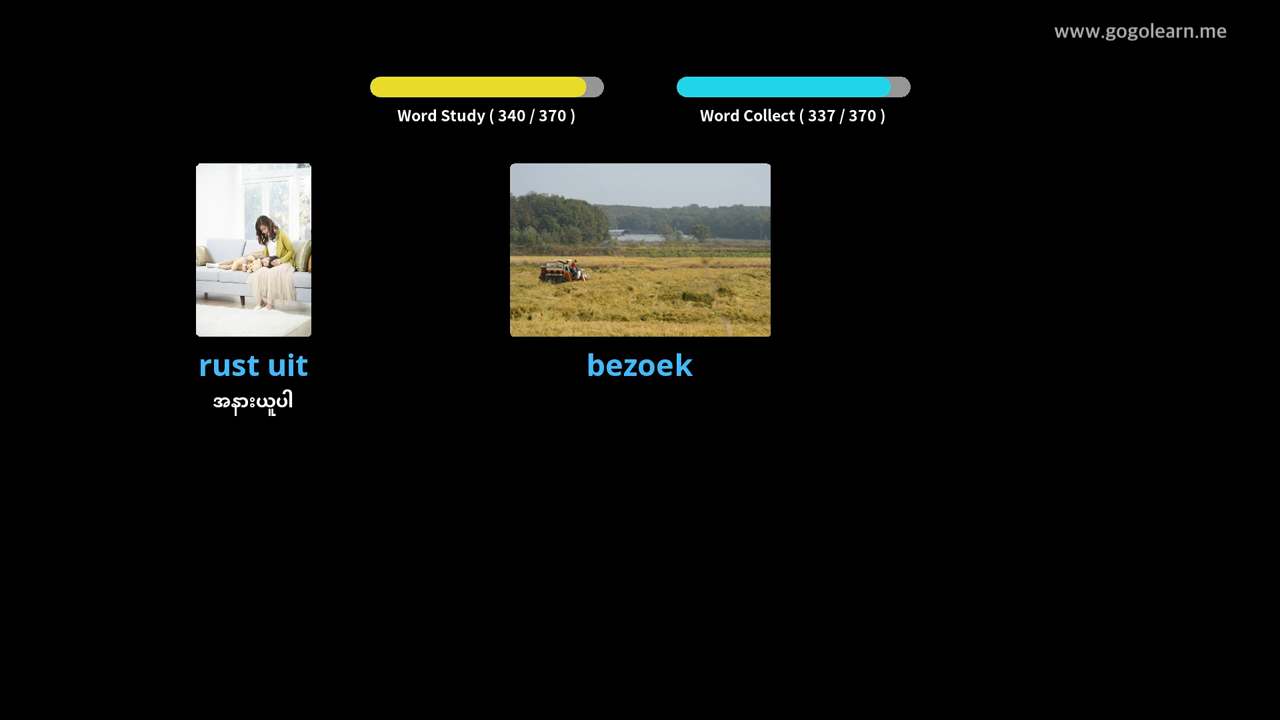 www.gogolearn.me
Word Study ( 340 / 370 )
Word Collect ( 337 / 370 )
rust uit
အနားယူပါ
bezoek